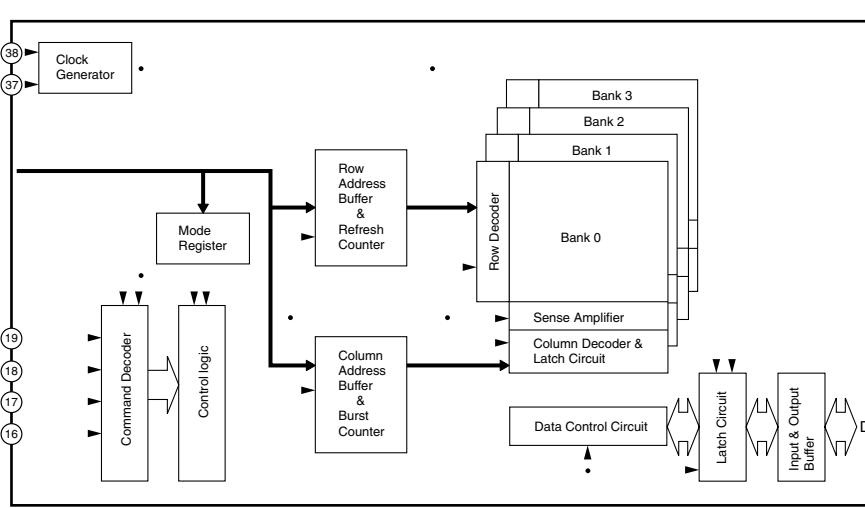 38
37
Clock
Generator
Bank 3
Bank 2
Bank 1
Row
Address
Buffer
&
Refresh
Counter
Row Decoder
Bank 0
Mode
Register
Sense Amplifier
Column Decoder &
Latch Circuit
Column
Address
Buffer
&
Burst
Counter
19
18
17
16
Command Decoder
Control logic
Data Control Circuit
Latch Circuit
Input & Output
Buffer
D